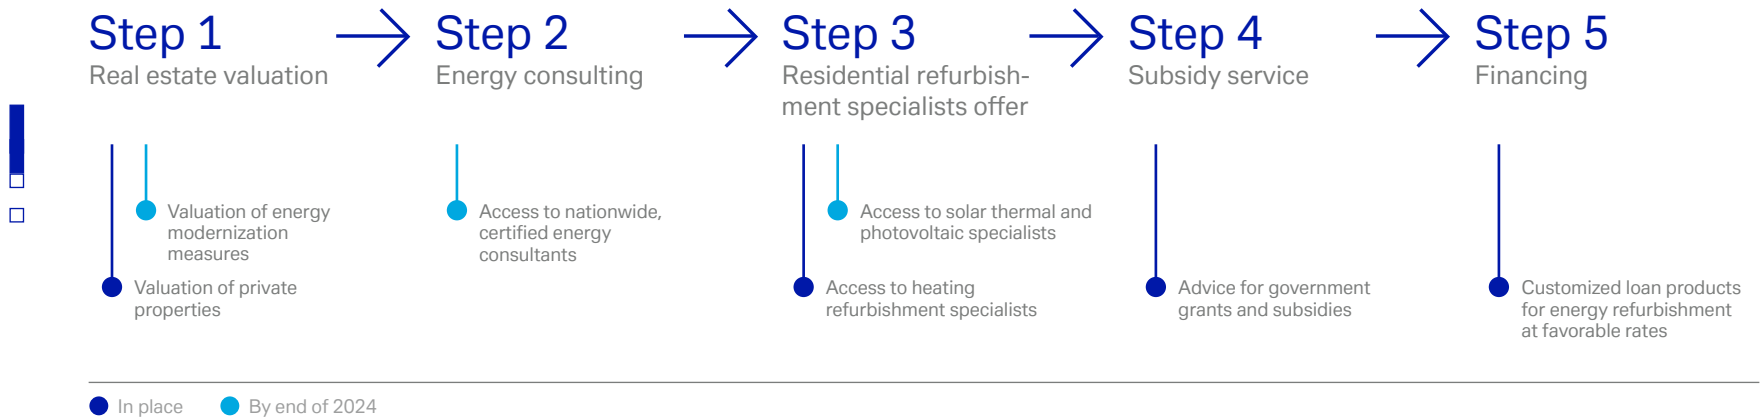 Step 1
Real estate valuation
Valuation of energy
modernization
measures
Valuation of private
properties
Step 2
Energy consulting
Access to nationwide,
certified energy
consultants
Step 3
Residential refurbish-
ment specialists offer
Access to solar thermal and
photovoltaic specialists
Access to heating
refurbishment specialists
Step 4
Subsidy service
Advice for government
grants and subsidies
Step 5
Financing
Customized loan products
for energy refurbishment
at favorable rates
In place
By end of 2024